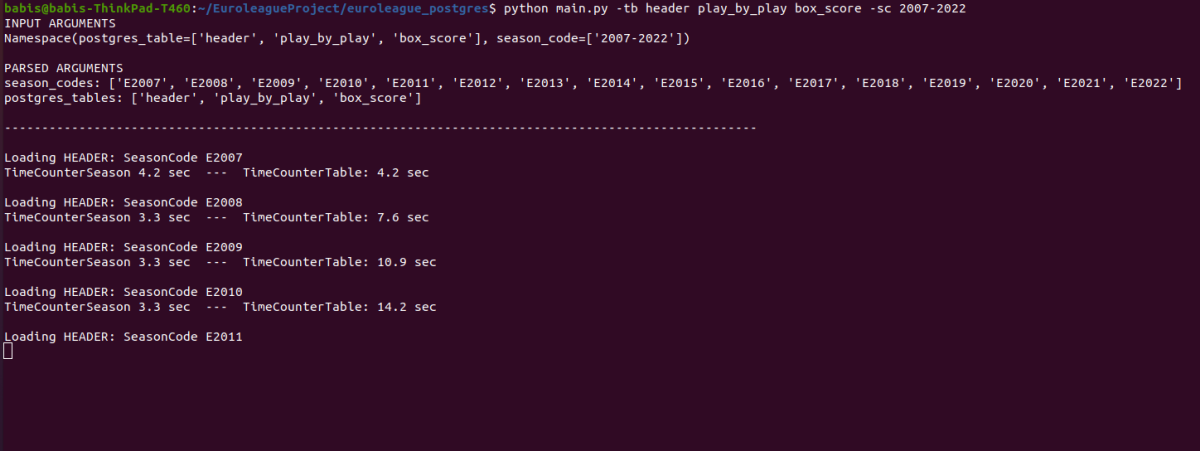 babis@babis-ThinkPad-T460:~/EuroleagueProject/euroleague_postgres$ python main.py -tb header play_by_play box_score -sc 2007-2022
INPUT ARGUMENTS
Namespace(postgres_table=['header', 'play_by_play', 'box_score'], season_code=['2007-2022'])
PARSED ARGUMENTS
season_codes: ['E2007', 'E2008', 'E2009', 'E2010', 'E2011', 'E2012', 'E2013', 'E2014', 'E2015', 'E2016', 'E2017', 'E2018', 'E2019', 'E2020', 'E2021', 'E2022']
postgres_tables: ['header', 'play_by_play', 'box_score']
-----------------------------------------------------------------------------------------------------
Loading HEADER: SeasonCode E2007
TimeCounterSeason 4.2 sec  ---  TimeCounterTable: 4.2 sec
Loading HEADER: SeasonCode E2008
TimeCounterSeason 3.3 sec  ---  TimeCounterTable: 7.6 sec
Loading HEADER: SeasonCode E2009
TimeCounterSeason 3.3 sec  ---  TimeCounterTable: 10.9 sec
Loading HEADER: SeasonCode E2010
TimeCounterSeason 3.3 sec  ---  TimeCounterTable: 14.2 sec
Loading HEADER: SeasonCode E2011